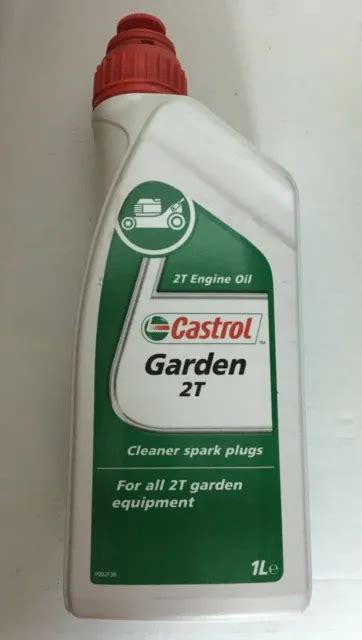 2T Engine Oil
Castrol
Garden
2T
Cleaner spark plugs
For all 2T garden
equipment
1L℮